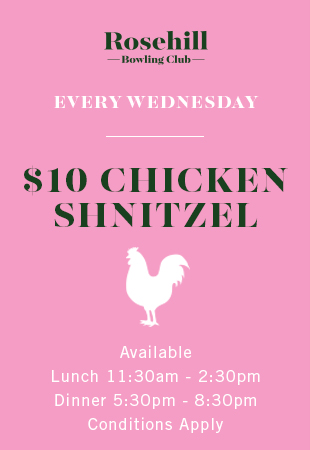 Rosehill
Bowling Club
EVERY WEDNESDAY
$10 CHICKEN
SHNITZEL
Available
Lunch 11:30am - 2:30pm
Dinner 5:30pm - 8:30pm
Conditions Apply